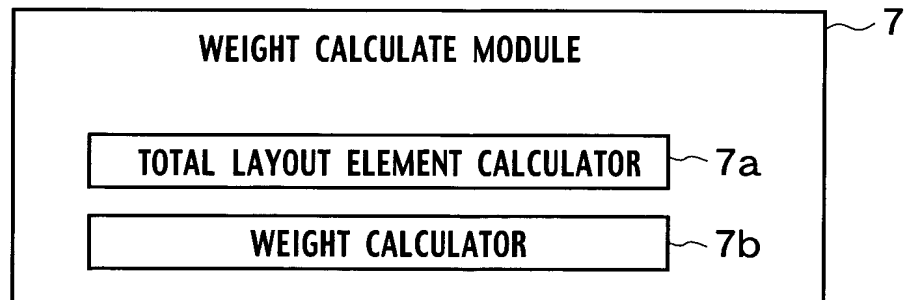 WEIGHT CALCULATE MODULE 7
TOTAL LAYOUT ELEMENT CALCULATOR 7a
WEIGHT CALCULATOR 7b